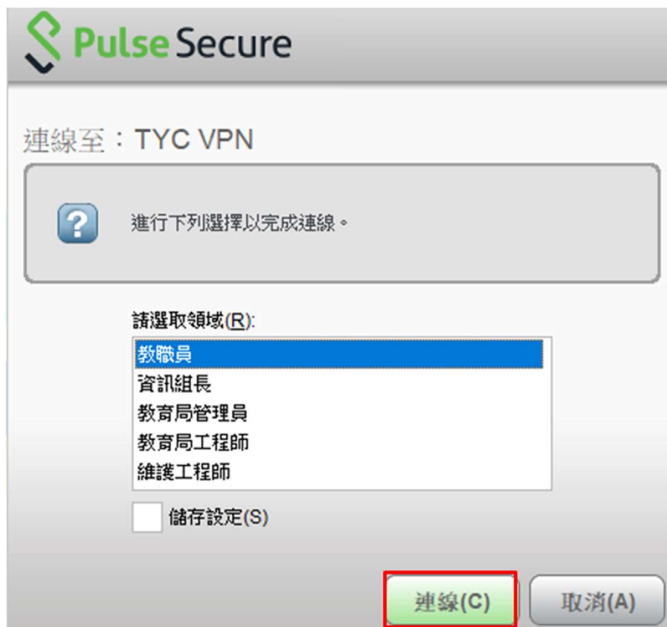 Pulse Secure
連線至：TYC VPN
進行下列選擇以完成連線。
請選取領域(R):
教職員
資訊組長
教育局管理員
教育局工程師
維護工程師
儲存設定(S)
連線(C)
取消(A)